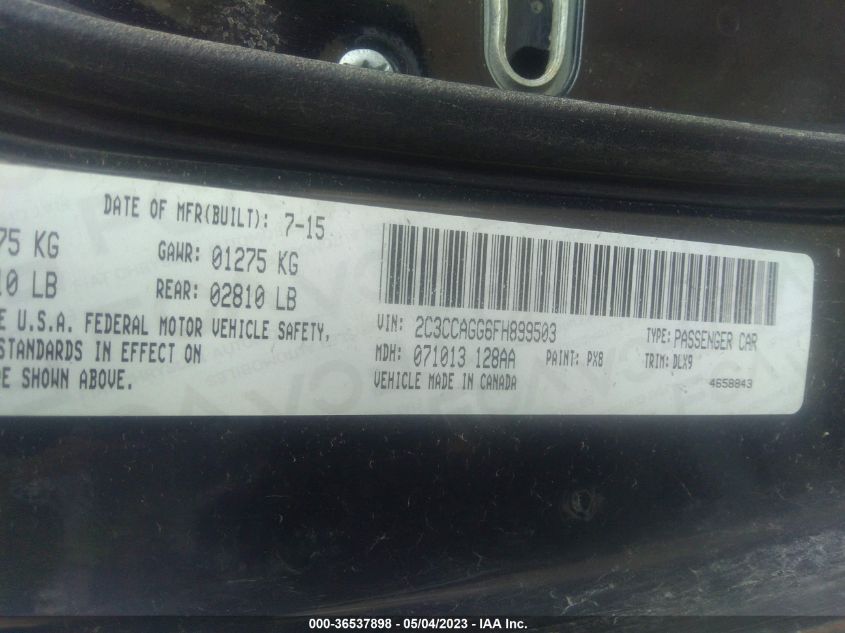 DATE OF MFR(BUILT): 7-15
75 KG GAWR: 01275 KG
10 LB REAR: 02810 LB
E U.S.A. FEDERAL MOTOR VEHICLE SAFETY,
STANDARDS IN EFFECT ON
DE SHOWN ABOVE.
VIN: 2C3CCAGG6FH899503 TYPE: PASSENGER CAR
MDH: 071013 128AA PAINT: PX8 TRIM: DLX9
VEHICLE MADE IN CANADA 4658843
000-36537898 - 05/04/2023 - IAA Inc.